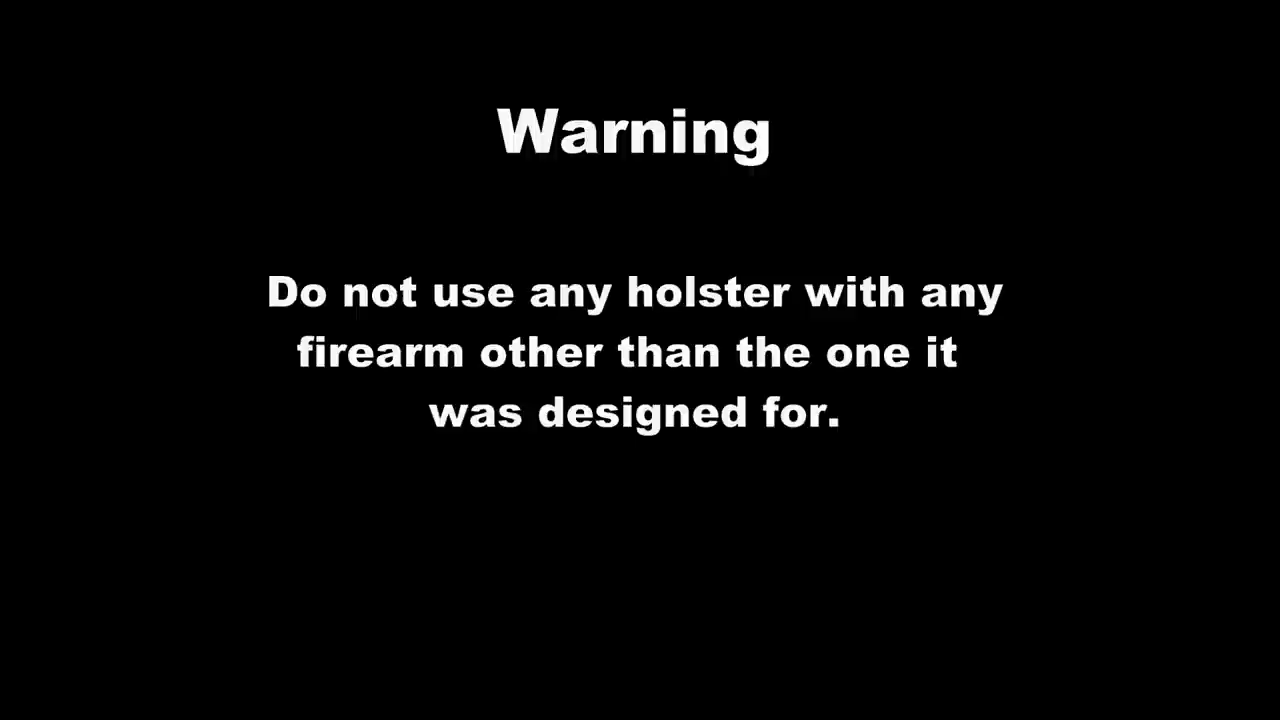 Warning
Do not use any holster with any
firearm other than the one it
was designed for.